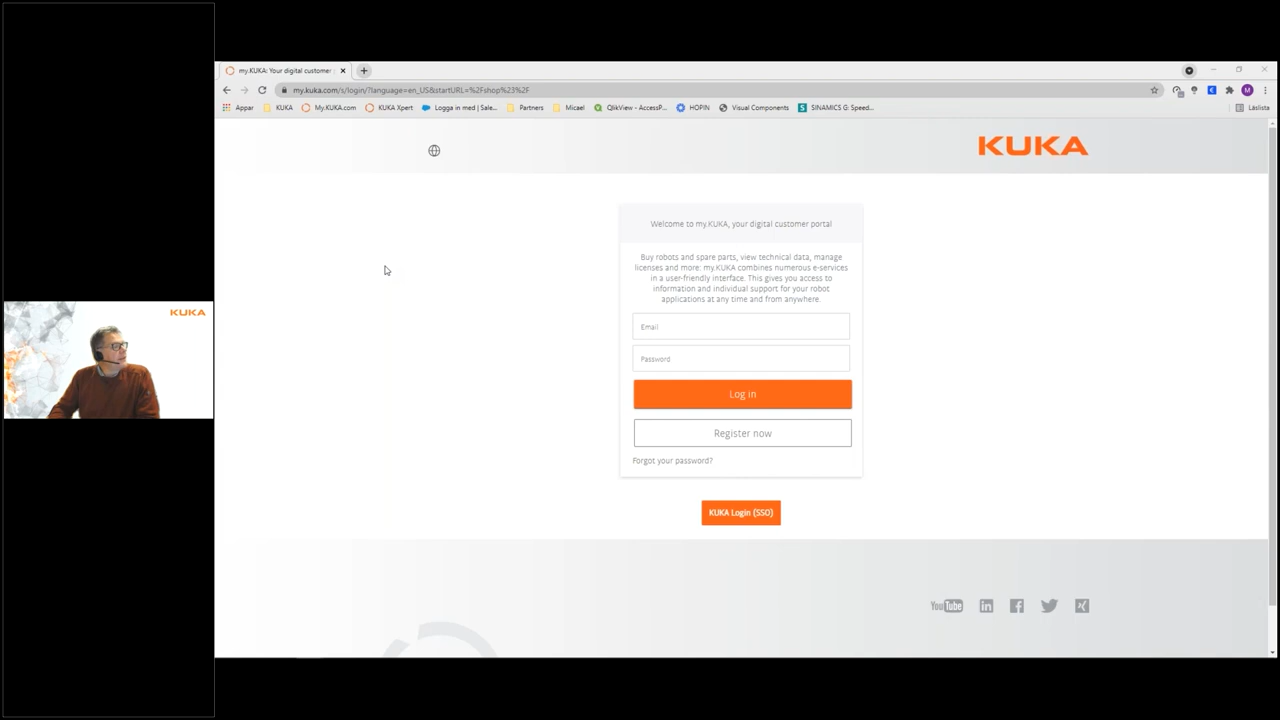 my.KUKA: Your digital customer
my.kuka.com/s/login/?language=en_US&startURL=%2Fshop%23%2F
Appar KUKA My.KUKA.com KUKA Xpert Logga in med | Sale... Partners Micael QlikView - AccessP... HOPIN Visual Components S SINAMICS G: Speed... Läslista
M
KUKA
Welcome to my.KUKA, your digital customer portal
Buy robots and spare parts, view technical data, manage
licenses and more: my.KUKA combines numerous e-services
in a user-friendly interface. This gives you access to
information and individual support for your robot
applications at any time and from anywhere.
Email
Password
Log in
Register now
Forgot your password?
KUKA Login (SSO)
YouTube in f
KUKA